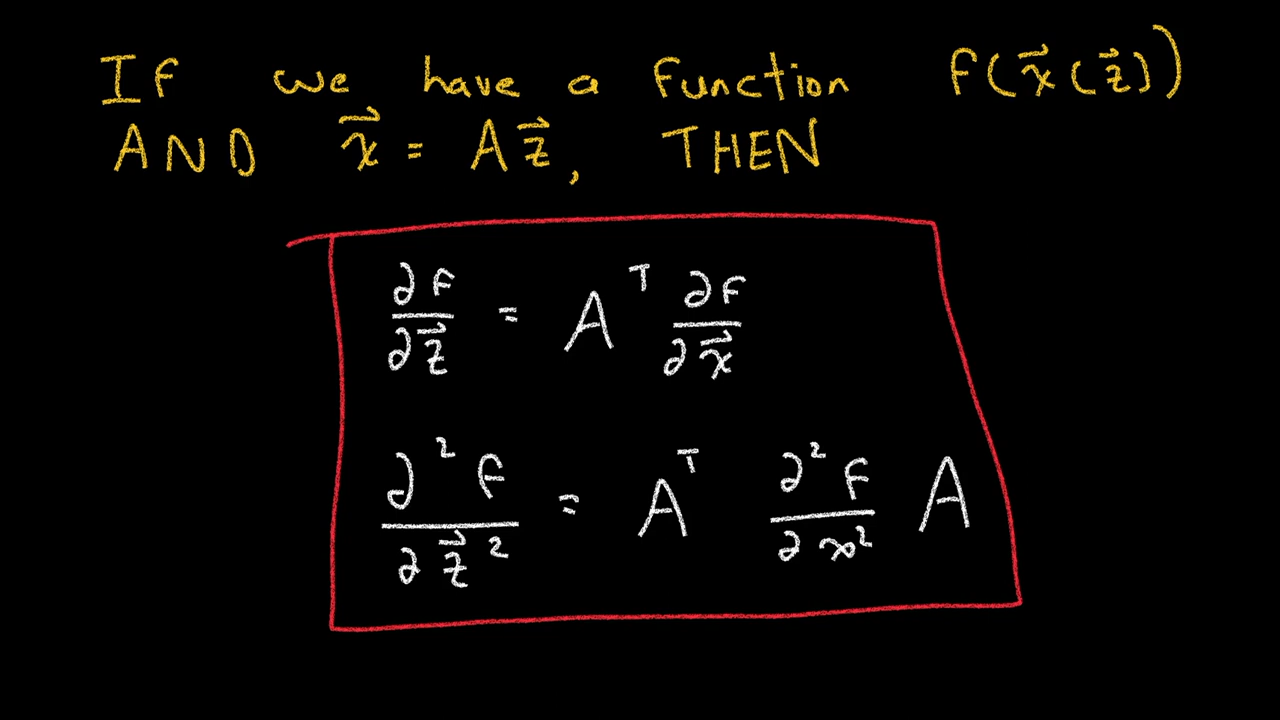 If we have a function f(x⃗(z⃗))
AND x⃗ = Az⃗, THEN
∂f/∂z⃗ = Aᵀ ∂f/∂x⃗
∂²f/∂z⃗² = Aᵀ ∂²f/∂x² A